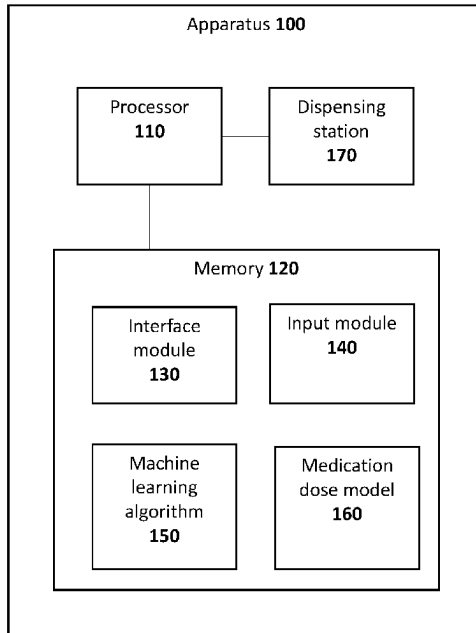 Apparatus 100
Processor
110
Dispensing
station
170
Memory 120
Interface
module
130
Input module
140
Machine
learning
algorithm
150
Medication
dose model
160